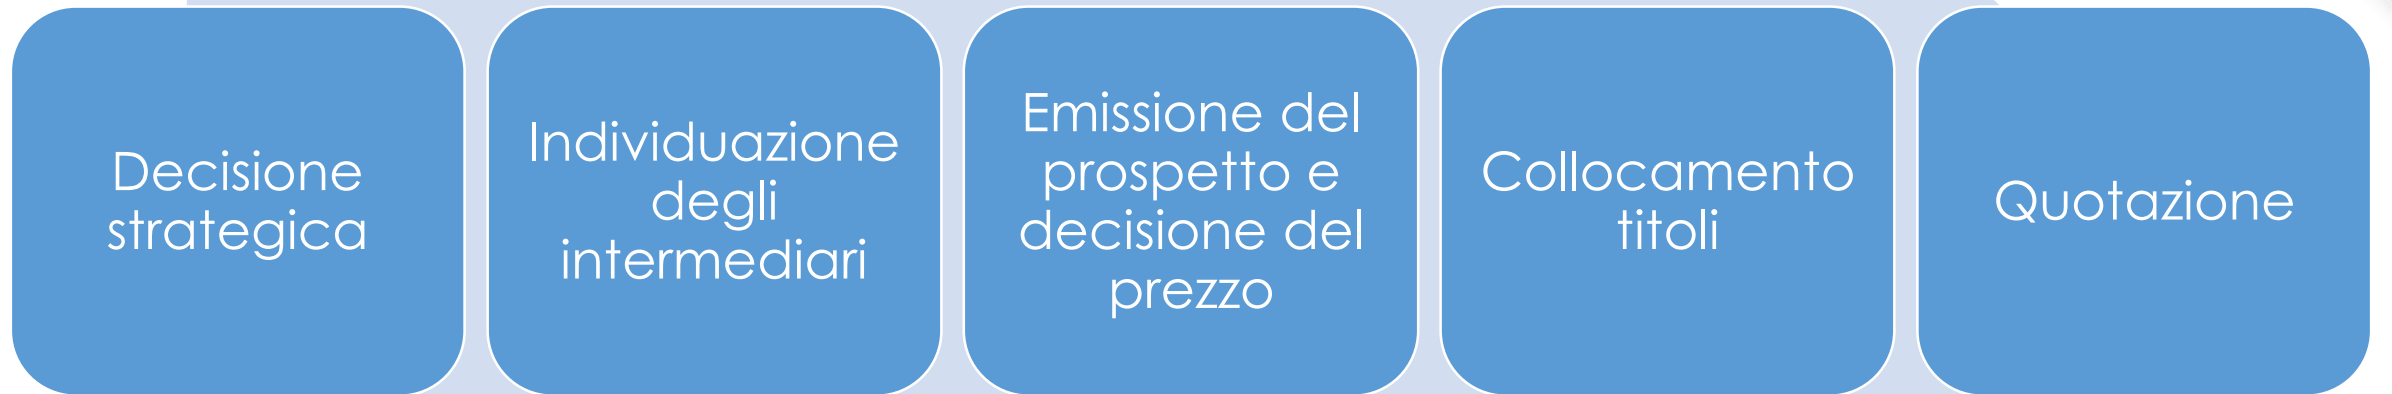 Decisione
strategica
Individuazione
degli
intermediari
Emissione del
prospetto e
decisione del
prezzo
Collocamento
titoli
Quotazione